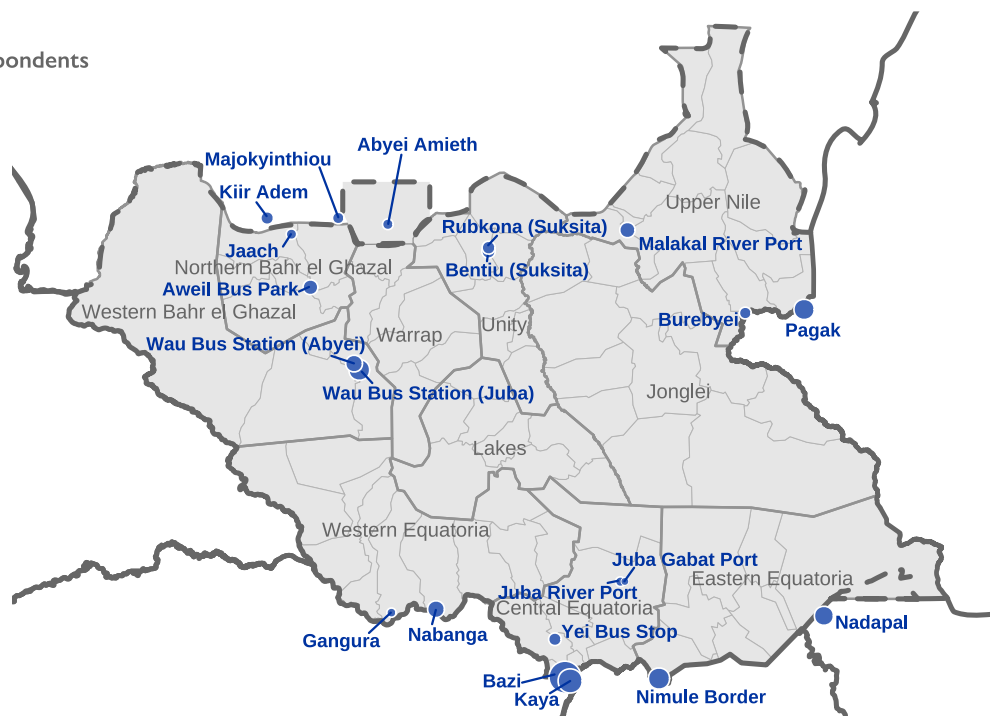 Abyei Amieth
Majokyinthiou
Kiir Adem
Upper Nile
Rubkona (Suksita)
Malakal River Port
Jaach
Northern Bahr el Ghazal
Bentiu (Suksita)
Aweil Bus Park
Western Bahr el Ghazal
Burebyei
Pagak
Unity
Warrap
Wau Bus Station (Abyei)
Wau Bus Station (Juba)
Jonglei
Lakes
Western Equatoria
Juba Gabat Port
Eastern Equatoria
Juba River Port
Central Equatoria
Nadapal
Yei Bus Stop
Nabanga
Gangura
Bazi
Kaya
Nimule Border